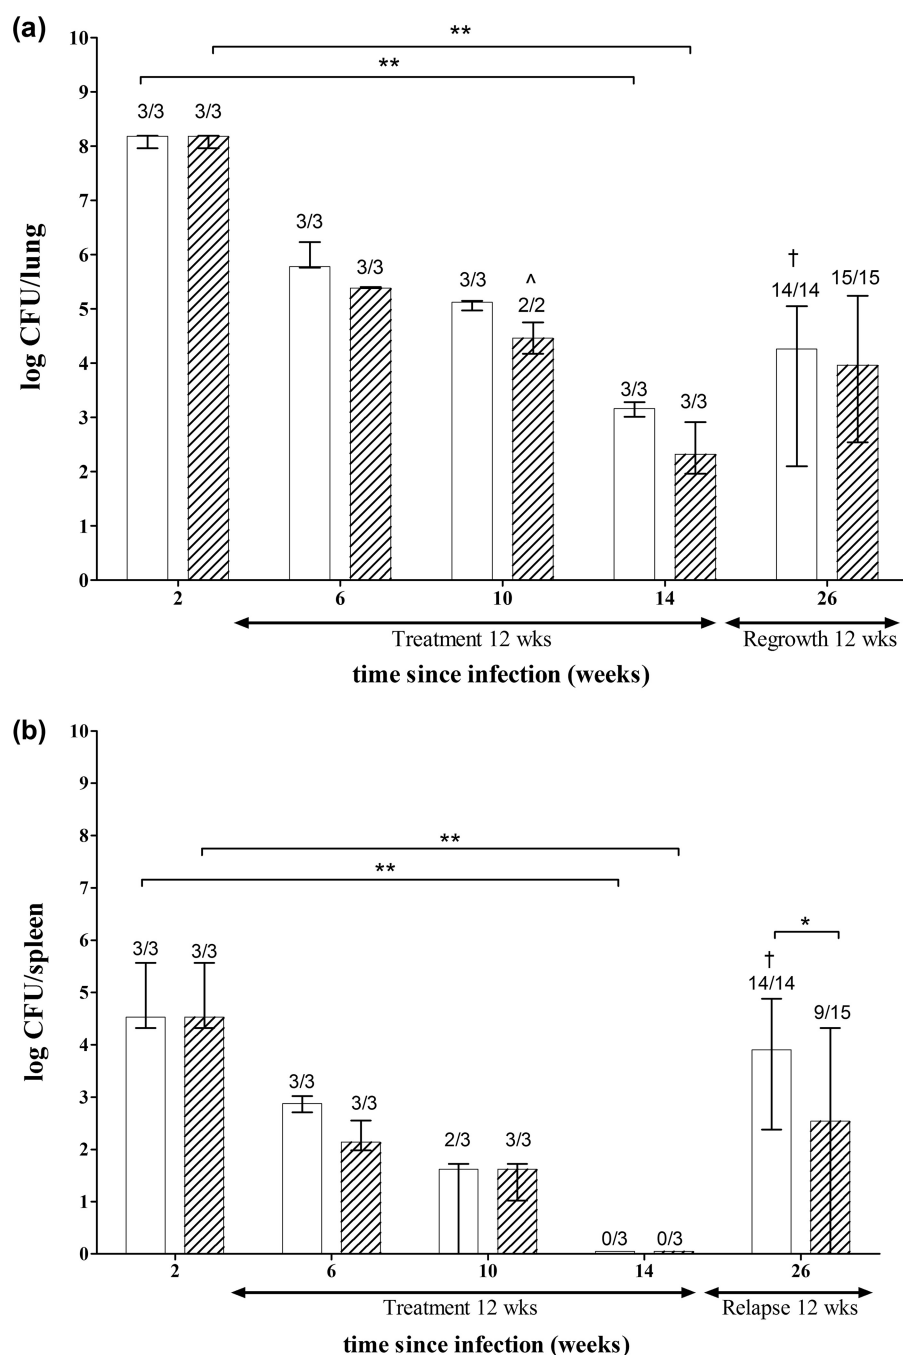 (a)
log CFU/lung
10
9
8
7
6
5
4
3
2
1
0
**
**
3/3 3/3
3/3 3/3
3/3 ^ 2/2
3/3 3/3
† 14/14 15/15
2 6 10 14 26
Treatment 12 wks Regrowth 12 wks
time since infection (weeks)
(b)
log CFU/spleen
10
9
8
7
6
5
4
3
2
1
0
**
**
*
3/3 3/3
3/3 3/3
2/3 3/3
0/3 0/3
† 14/14 9/15
2 6 10 14 26
Treatment 12 wks Relapse 12 wks
time since infection (weeks)